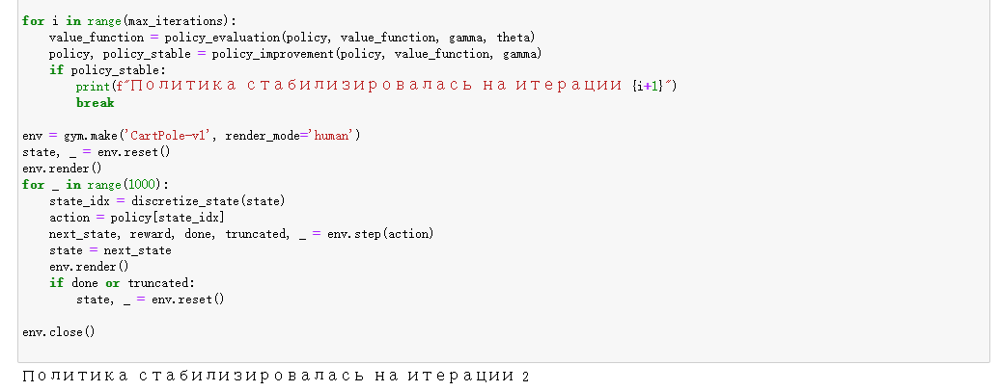 for i in range(max_iterations):
    value_function = policy_evaluation(policy, value_function, gamma, theta)
    policy, policy_stable = policy_improvement(policy, value_function, gamma)
    if policy_stable:
        print(f"Политика стабилизировалась на итерации {i+1}")
        break
env = gym.make('CartPole-v1', render_mode='human')
state, _ = env.reset()
env.render()
for _ in range(1000):
    state_idx = discretize_state(state)
    action = policy[state_idx]
    next_state, reward, done, truncated, _ = env.step(action)
    state = next_state
    env.render()
    if done or truncated:
        state, _ = env.reset()
env.close()
Политика стабилизировалась на итерации 2